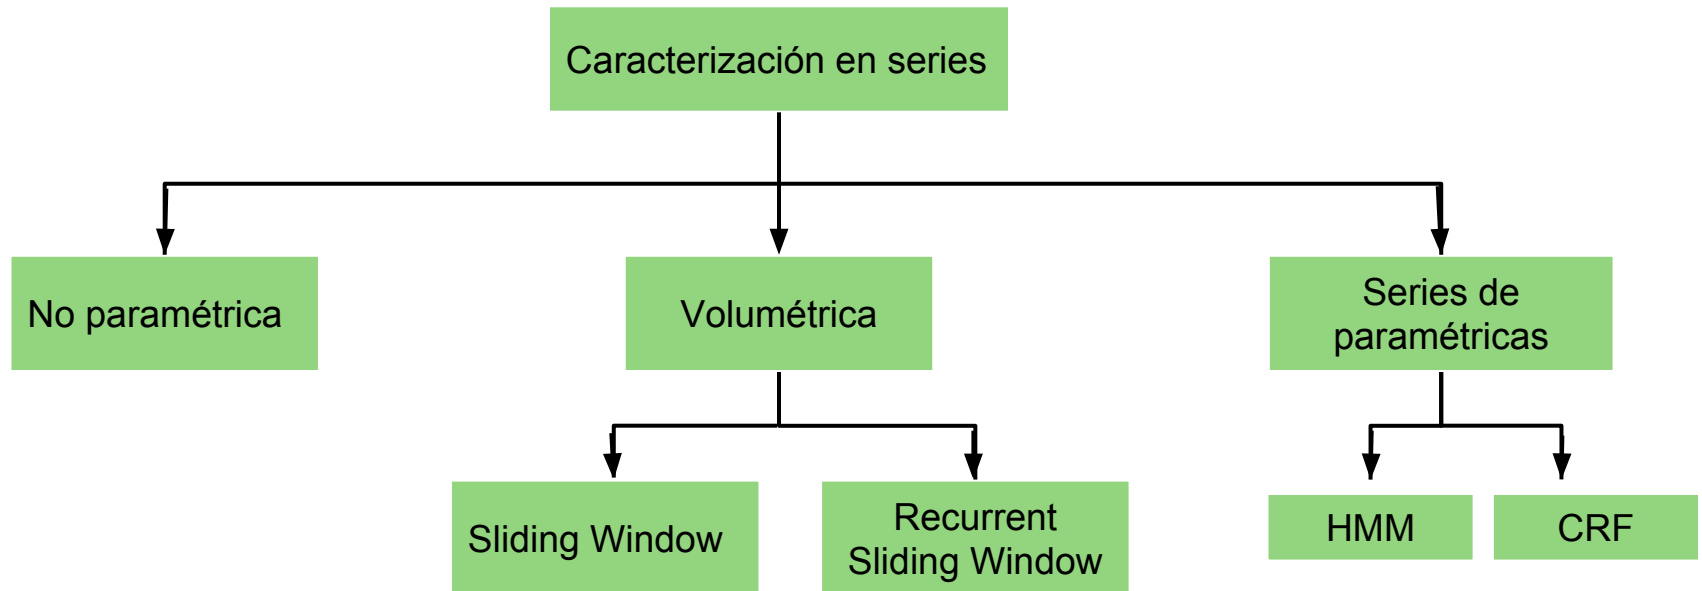 Caracterización en series
No paramétrica
Volumétrica
Series de
paramétricas
Sliding Window
Recurrent
Sliding Window
HMM
CRF